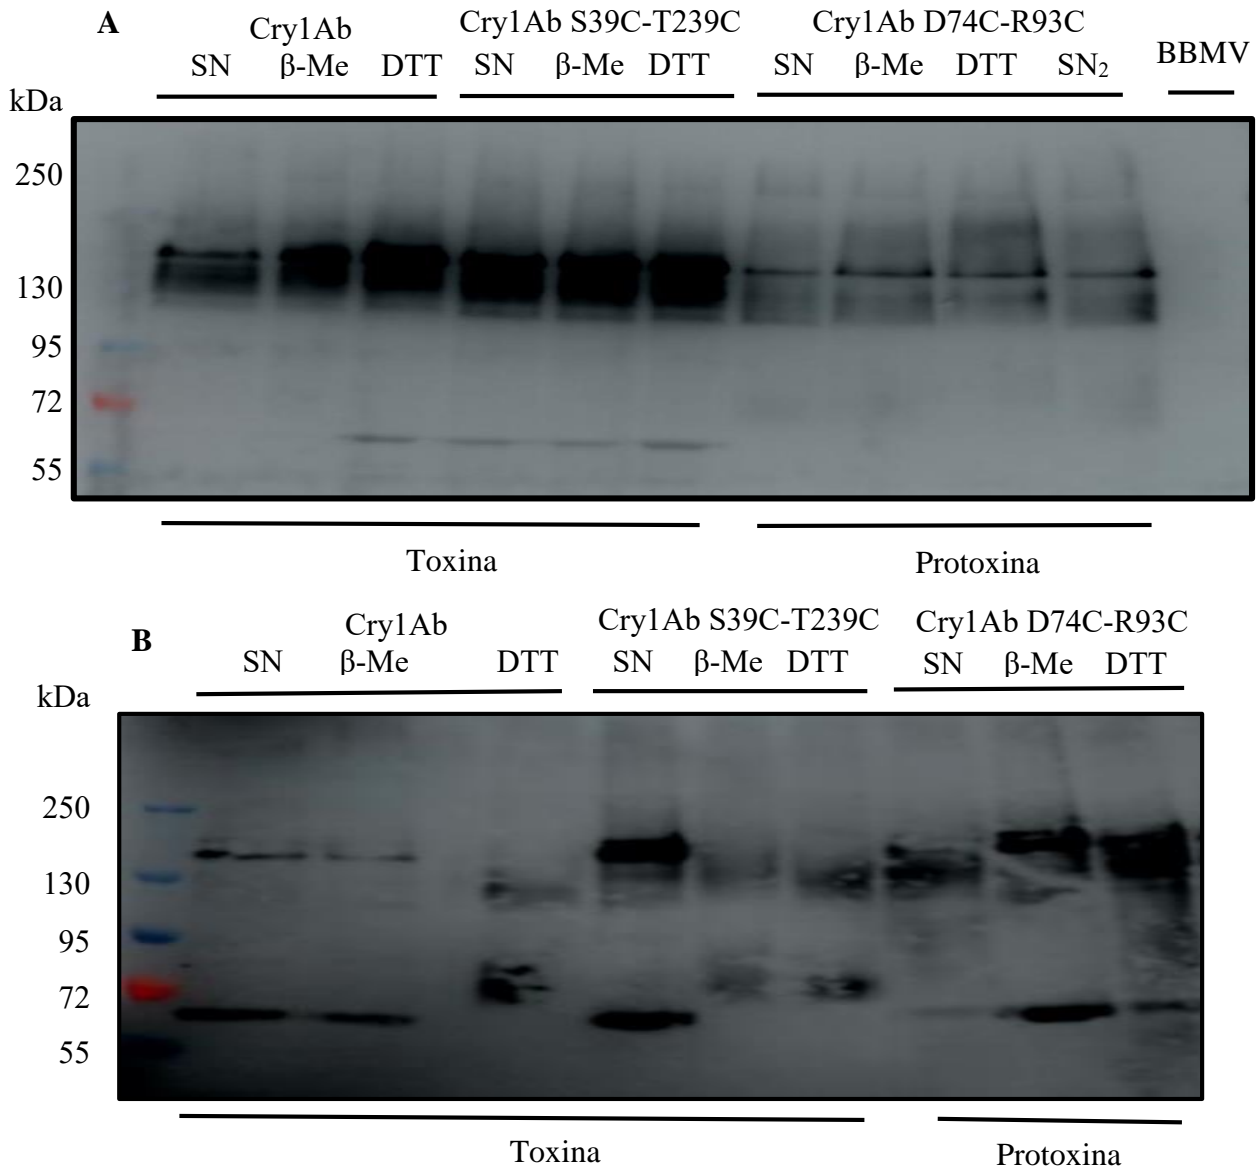 A
Cry1Ab
Cry1Ab S39C-T239C
Cry1Ab D74C-R93C
SN β-Me DTT SN β-Me DTT SN β-Me DTT SN₂ BBMV
kDa
250
130
95
72
55
Toxina Protoxina
B
Cry1Ab
Cry1Ab S39C-T239C
Cry1Ab D74C-R93C
SN β-Me DTT SN β-Me DTT SN β-Me DTT
kDa
250
130
95
72
55
Toxina Protoxina